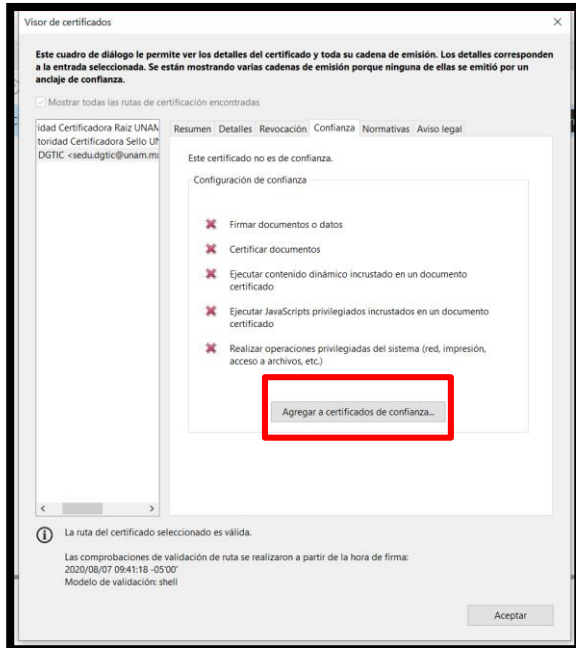 Visor de certificados
Este cuadro de diálogo le permite ver los detalles del certificado y toda su cadena de emisión. Los detalles corresponden
a la entrada seleccionada. Se están mostrando varias cadenas de emisión porque ninguna de ellas se emitió por un
anclaje de confianza.
Mostrar todas las rutas de certificación encontradas
idad Certificadora Raiz UNAM
toridad Certificadora Sello UN
DGTIC <sedu.dgtic@unam.mx
Resumen Detalles Revocación Confianza Normativas Aviso legal
Este certificado no es de confianza.
Configuración de confianza
Firmar documentos o datos
Certificar documentos
Ejecutar contenido dinámico incrustado en un documento
certificado
Ejecutar JavaScripts privilegiados incrustados en un documento
certificado
Realizar operaciones privilegiadas del sistema (red, impresión,
acceso a archivos, etc.)
Agregar a certificados de confianza...
La ruta del certificado seleccionado es válida.
Las comprobaciones de validación de ruta se realizaron a partir de la hora de firma:
2020/08/07 09:41:18 -05'00'
Modelo de validación: shell
Aceptar